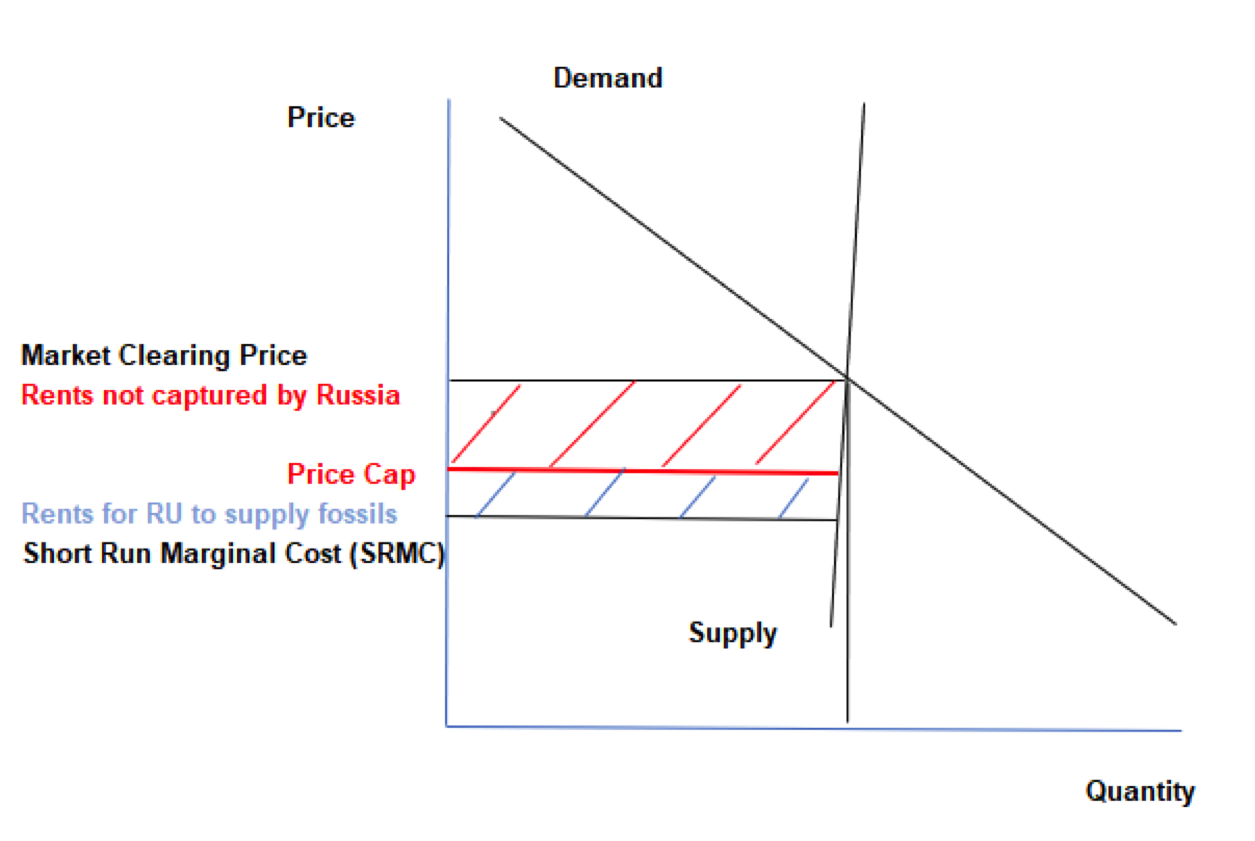 Demand
Price
Market Clearing Price
Rents not captured by Russia
Price Cap
Rents for RU to supply fossils
Short Run Marginal Cost (SRMC)
Supply
Quantity